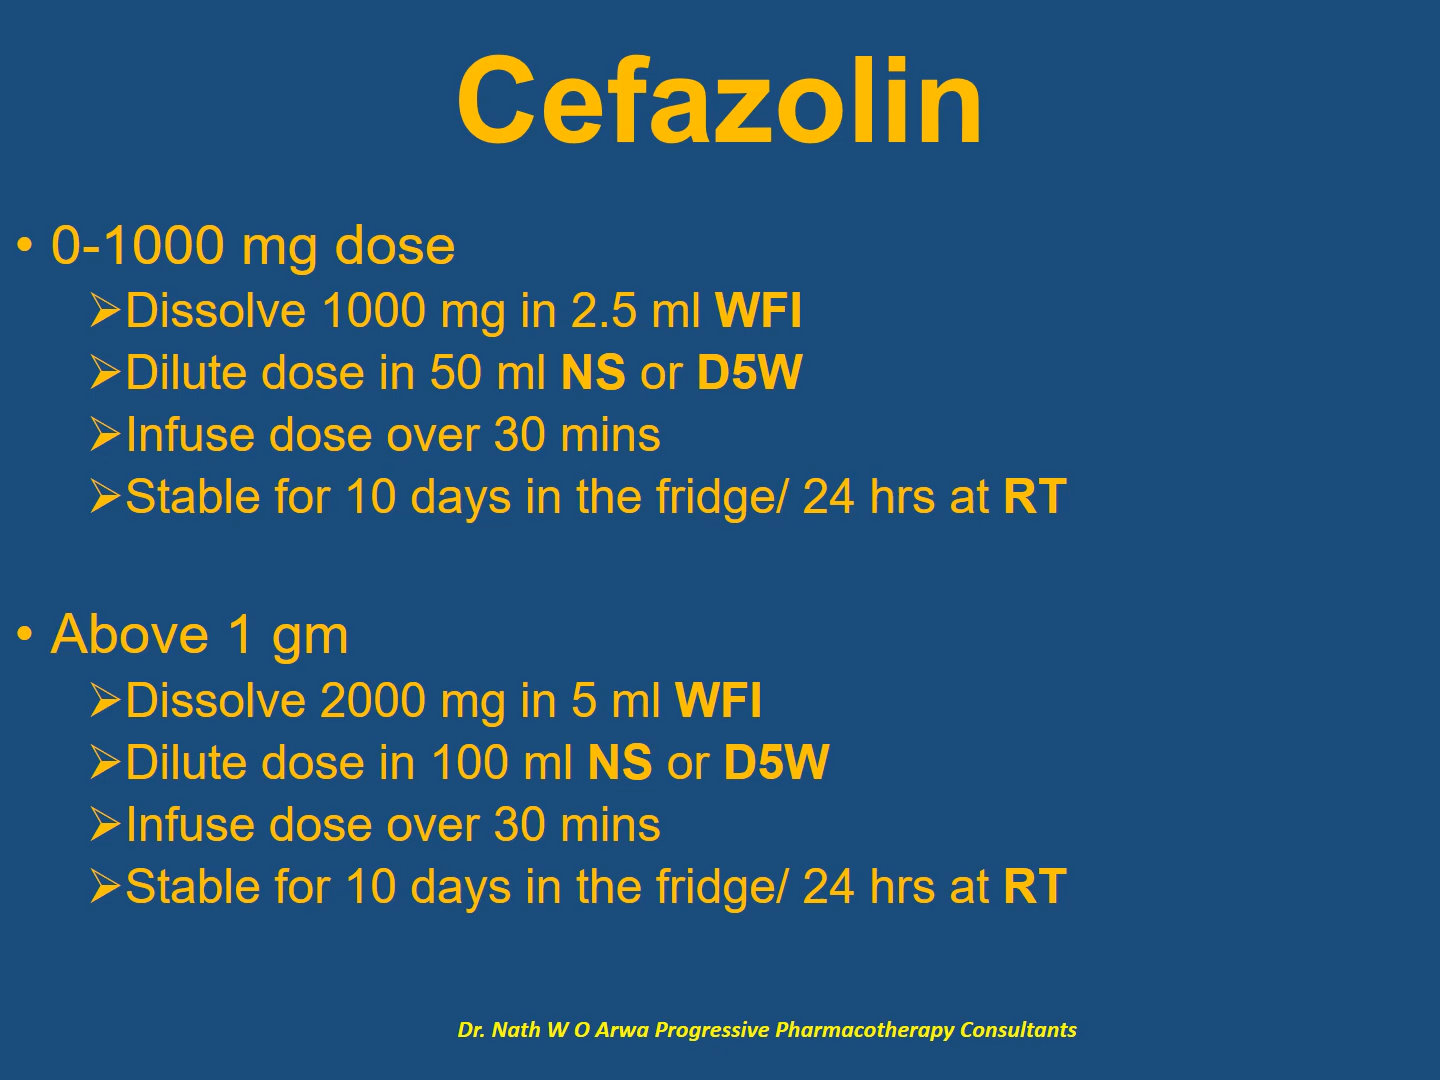 Cefazolin
• 0-1000 mg dose
➢Dissolve 1000 mg in 2.5 ml WFI
➢Dilute dose in 50 ml NS or D5W
➢Infuse dose over 30 mins
➢Stable for 10 days in the fridge/ 24 hrs at RT
• Above 1 gm
➢Dissolve 2000 mg in 5 ml WFI
➢Dilute dose in 100 ml NS or D5W
➢Infuse dose over 30 mins
➢Stable for 10 days in the fridge/ 24 hrs at RT
Dr. Nath W O Arwa Progressive Pharmacotherapy Consultants